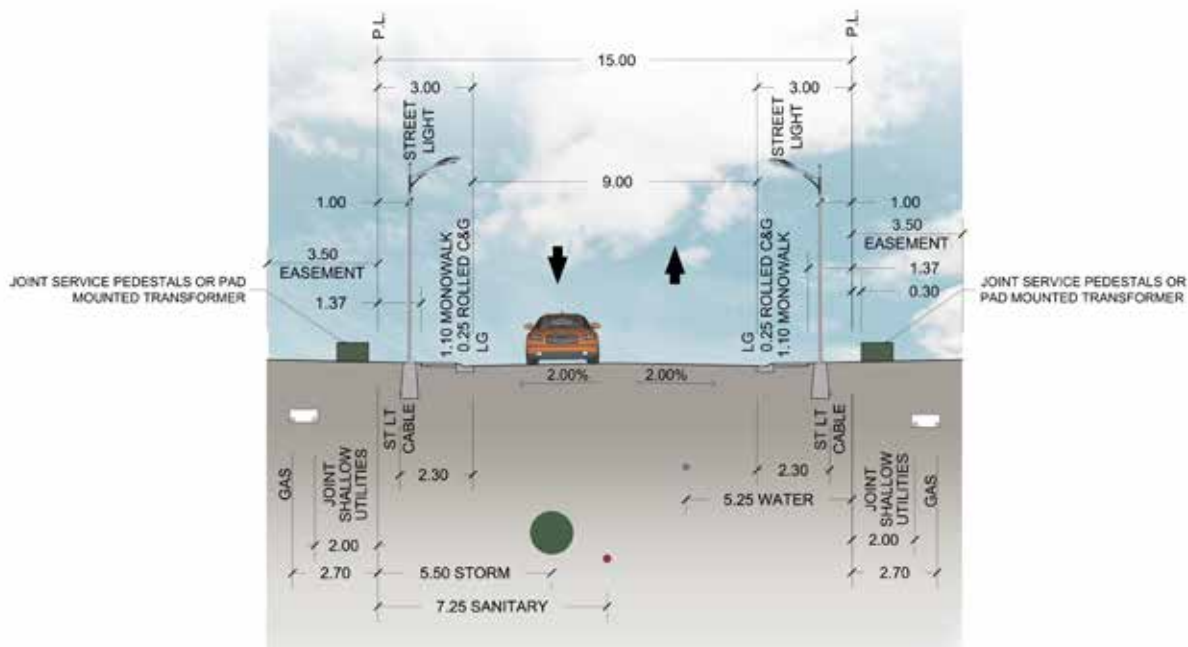 P.L.
P.L.
15.00
3.00
3.00
STREET
LIGHT
STREET
LIGHT
9.00
1.00
1.00
3.50
EASEMENT
3.50
EASEMENT
1.37
1.37
0.30
JOINT SERVICE PEDESTALS OR PAD
MOUNTED TRANSFORMER
JOINT SERVICE PEDESTALS OR
PAD MOUNTED TRANSFORMER
1.10 MONOWALK
0.25 ROLLED C&G
LG
LG
0.25 ROLLED C&G
1.10 MONOWALK
2.00%
2.00%
ST LT
CABLE
ST LT
CABLE
2.30
2.30
GAS
JOINT
SHALLOW
UTILITIES
JOINT
SHALLOW
UTILITIES
GAS
5.25 WATER
2.00
2.00
2.70
5.50 STORM
2.70
7.25 SANITARY